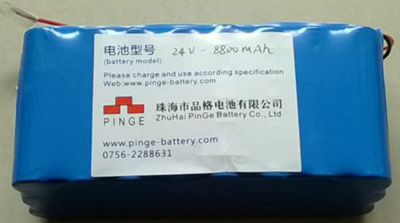 电池型号 24V-8800mAh
(battery model):
Please charge and use according specification
Web:www.pinge-battery.com
PINGE
珠海市品格电池有限公司
ZhuHai PinGe Battery Co., Ltd
www.pinge-battery.com
0756-2288631